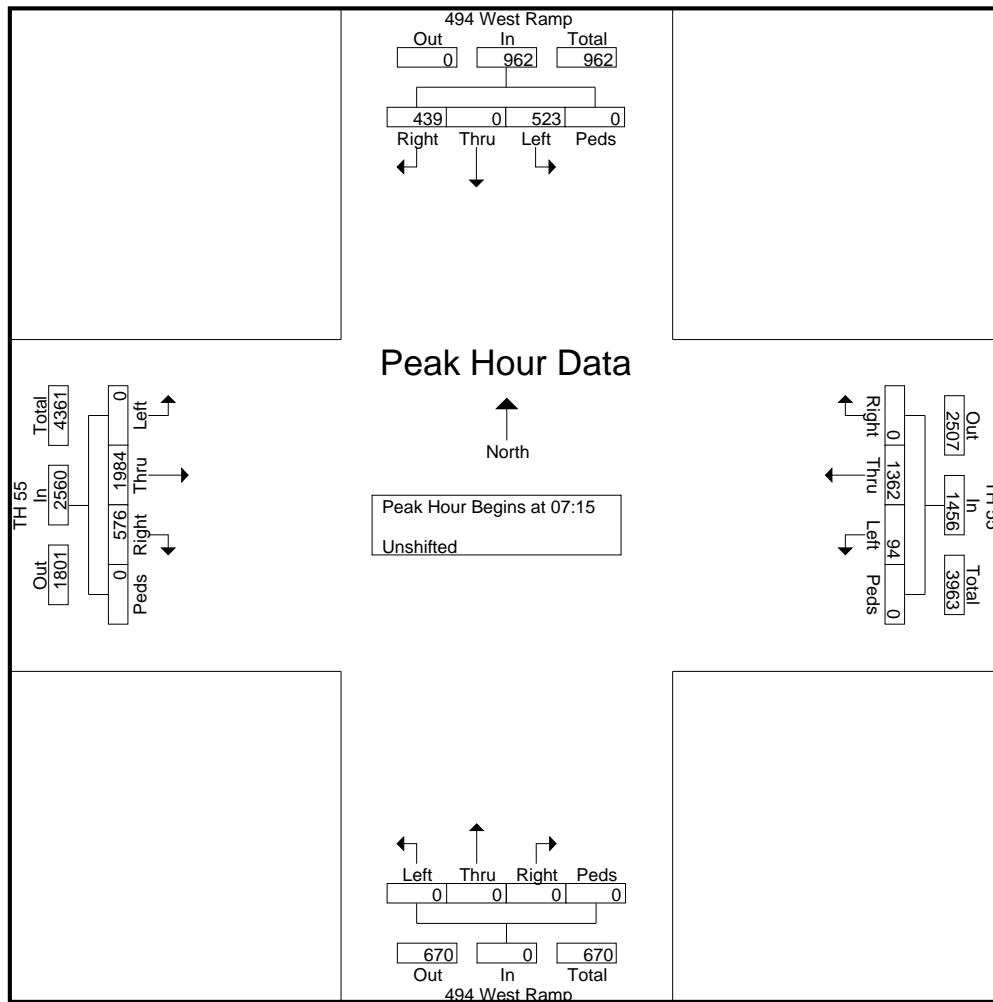 494 West Ramp
Out In Total
0 962 962
439 0 523 0
Right Thru Left Peds
Peak Hour Data
North
Peak Hour Begins at 07:15
Unshifted
TH 55
Out In Total
1801 2560 4361
0 576 1984 0
Peds Right Thru Left
TH 55
Out In Total
2507 1456 3963
0 1362 94 0
Right Thru Left Peds
Left Thru Right Peds
0 0 0 0
670 0 670
Out In Total
494 West Ramp